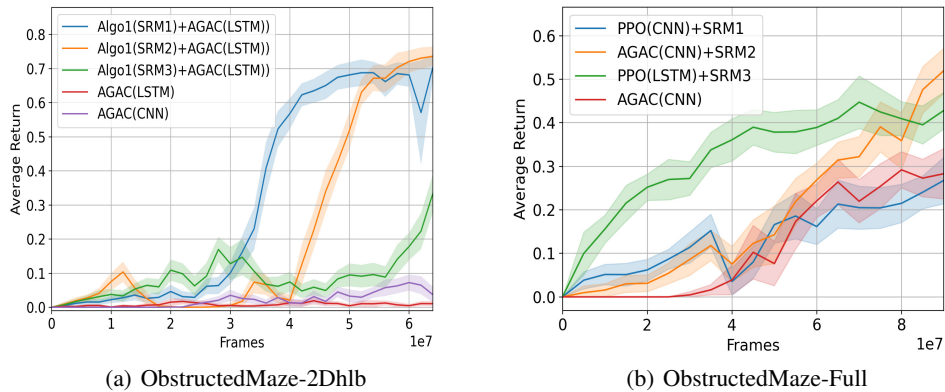 Algo1(SRM1)+AGAC(LSTM))
Algo1(SRM2)+AGAC(LSTM))
Algo1(SRM3)+AGAC(LSTM))
AGAC(LSTM)
AGAC(CNN)
Average Return
0.8
0.7
0.6
0.5
0.4
0.3
0.2
0.1
0.0
0 1 2 3 4 5 6
Frames 1e7
(a) ObstructedMaze-2Dhlb
PPO(CNN)+SRM1
AGAC(CNN)+SRM2
PPO(LSTM)+SRM3
AGAC(CNN)
Average Return
0.6
0.5
0.4
0.3
0.2
0.1
0.0
0 2 4 6 8
Frames 1e7
(b) ObstructedMaze-Full